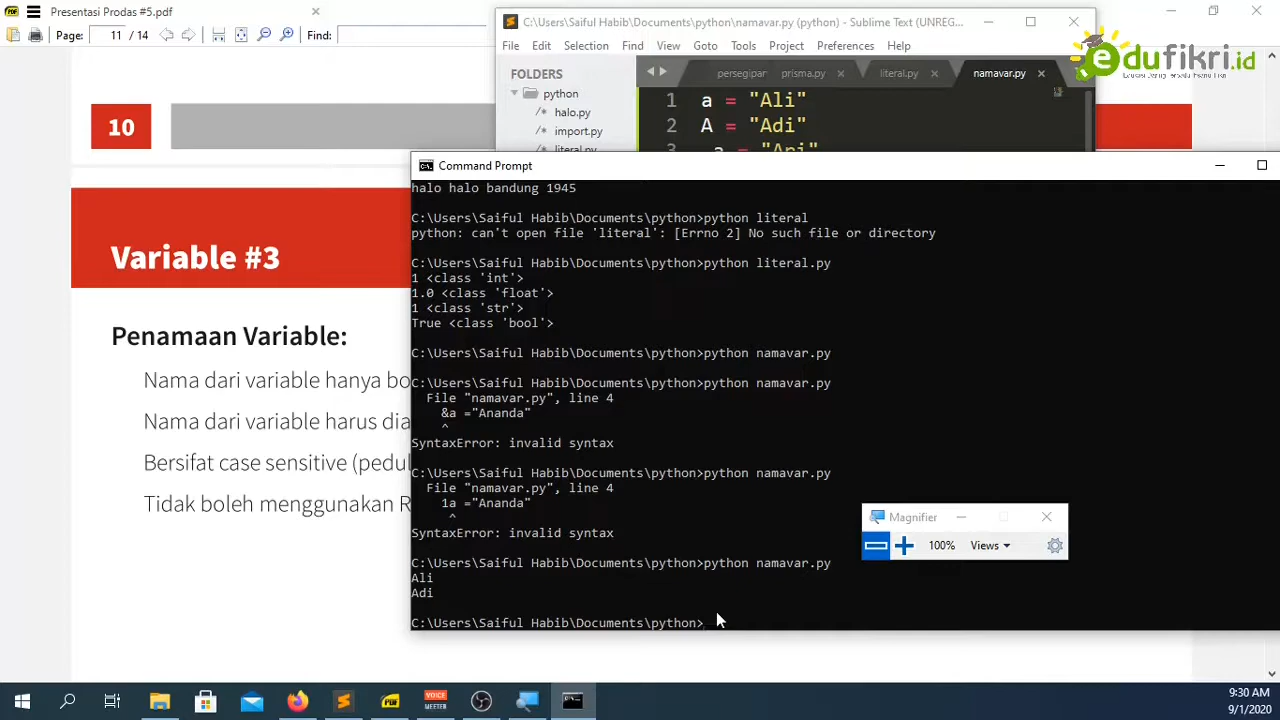 Presentasi Prodas #5.pdf
Page: 11 / 14
Find:
C:\Users\Saiful Habib\Documents\python\namavar.py (python) - Sublime Text (UNREG...
File Edit Selection Find View Goto Tools Project Preferences Help
edufikri.id
FOLDERS
python
halo.py
import.py
literal.py
persegipar
prisma.py
literal.py
namavar.py
1 a = "Ali"
2 A = "Adi"
3 _a = "Ari"
10
Variable #3
Penamaan Variable:
Nama dari variable hanya bo
Nama dari variable harus dia
Bersifat case sensitive (pedul
Tidak boleh menggunakan R
Command Prompt
halo halo bandung 1945
C:\Users\Saiful Habib\Documents\python>python literal
python: can't open file 'literal': [Errno 2] No such file or directory
C:\Users\Saiful Habib\Documents\python>python literal.py
1 <class 'int'>
1.0 <class 'float'>
1 <class 'str'>
True <class 'bool'>
C:\Users\Saiful Habib\Documents\python>python namavar.py
C:\Users\Saiful Habib\Documents\python>python namavar.py
File "namavar.py", line 4
&a ="Ananda"
^
SyntaxError: invalid syntax
C:\Users\Saiful Habib\Documents\python>python namavar.py
File "namavar.py", line 4
1a ="Ananda"
^
SyntaxError: invalid syntax
C:\Users\Saiful Habib\Documents\python>python namavar.py
Ali
Adi
C:\Users\Saiful Habib\Documents\python>
Magnifier
100% Views
PDF
VOICE
MEETER
9:30 AM
9/1/2020